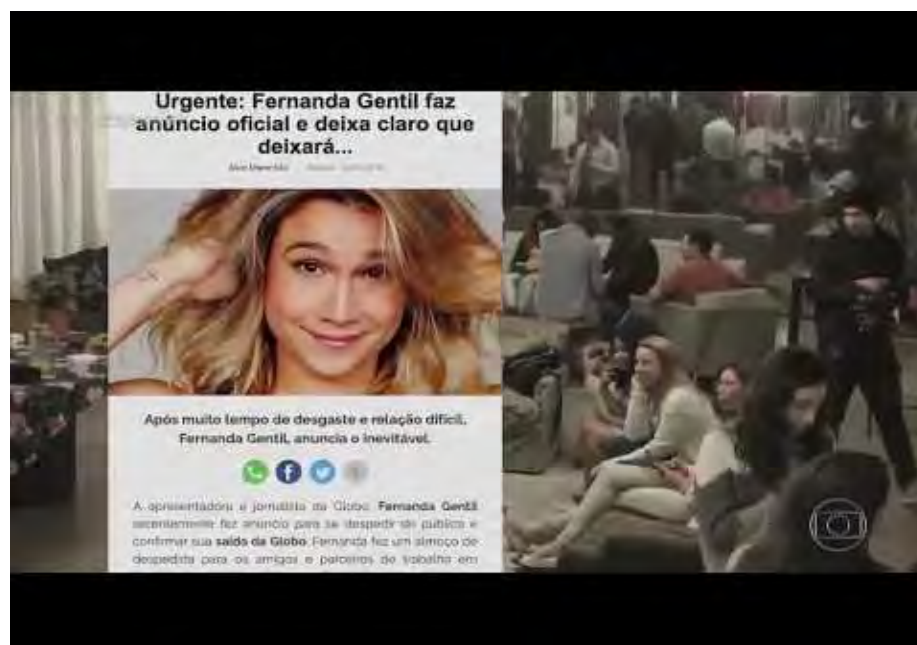 Urgente: Fernanda Gentil faz
anúncio oficial e deixa claro que
deixará...
Após muito tempo de desgaste e relação difícil,
Fernanda Gentil, anuncia o inevitável.
A apresentadora e jornalista da Globo, Fernanda Gentil
recentemente fez anúncio para se despedir do público e
confirmar sua saída da Globo. Fernanda fez um almoço de
despedida para os amigos e parceiros de trabalho em